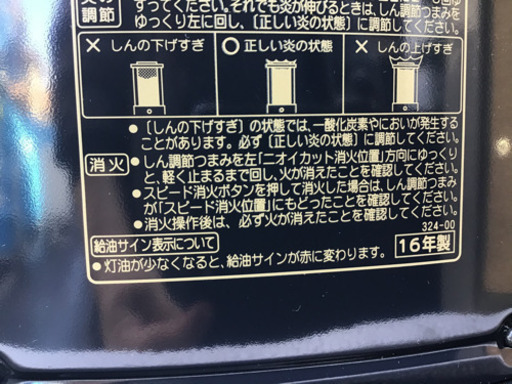 すってください。それでも炎が伸びるときは、しん調節つまみを
調節
ゆっくり左に回し、〔正しい炎の状態〕に調節してください。
× しんの下げすぎ
○ 正しい炎の状態
× しんの上げすぎ
● 〔しんの下げすぎ〕の状態では、一酸化炭素やにおいが発生する
ことがあります。必ず〔正しい炎の状態〕に調節してください。
消火
● しん調節つまみを左「ニオイカット消火位置」方向にゆっくり
と、軽く止まるまで回し、火が消えたことを確認してください。
● スピード消火ボタンを押して消火した場合は、しん調節つまみ
が「スピード消火位置」にもどったことを確認してください。
● 消火操作後は、必ず火が消えたことを確認してください。
324-00
給油サイン表示について
16年製
● 灯油が少なくなると、給油サインが赤に変わります。